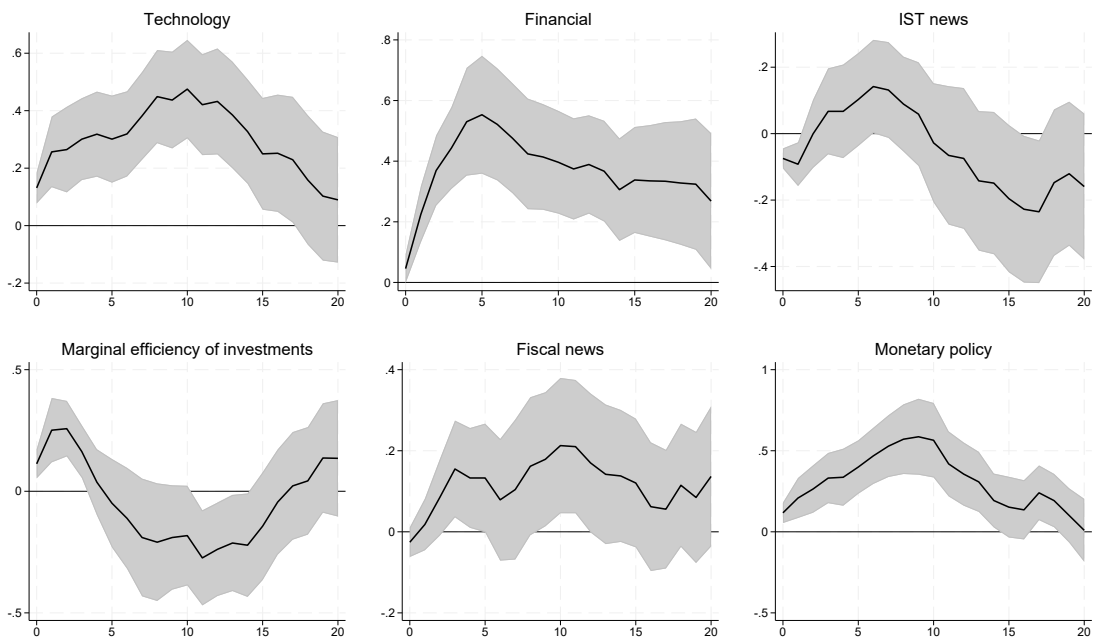 Technology
.6
.4
.2
0
-.2
0 5 10 15 20
Financial
.8
.6
.4
.2
0
0 5 10 15 20
IST news
.2
0
-.2
-.4
0 5 10 15 20
Marginal efficiency of investments
.5
0
-.5
0 5 10 15 20
Fiscal news
.4
.2
0
-.2
0 5 10 15 20
Monetary policy
1
.5
0
-.5
0 5 10 15 20